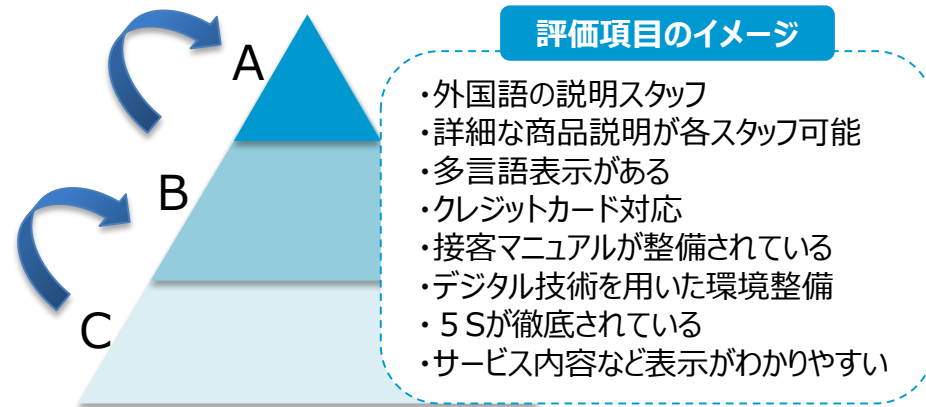 評価項目のイメージ
A
B
C
・外国語の説明スタッフ
・詳細な商品説明が各スタッフ可能
・多言語表示がある
・クレジットカード対応
・接客マニュアルが整備されている
・デジタル技術を用いた環境整備
・５Sが徹底されている
・サービス内容など表示がわかりやすい